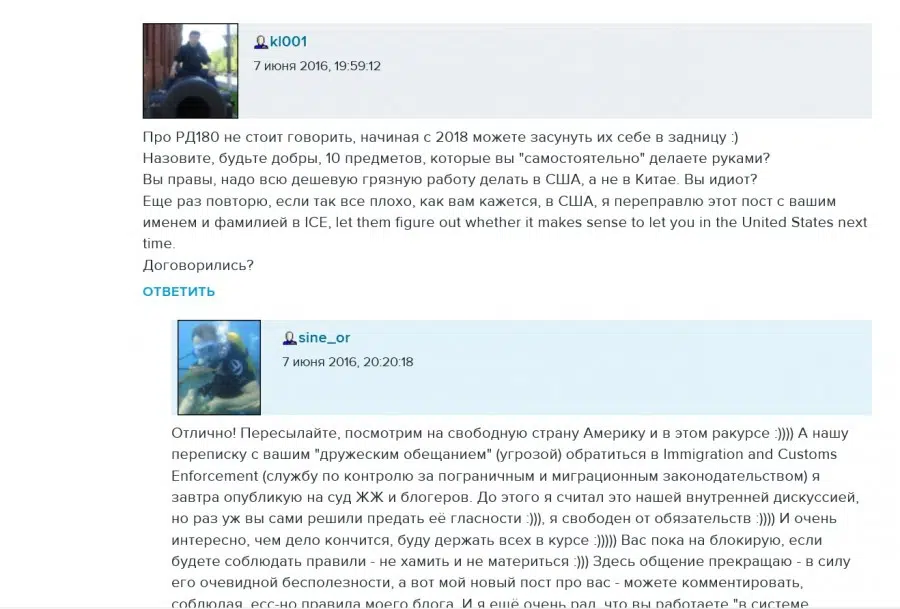 kl001
7 июня 2016, 19:59:12
Про РД180 не стоит говорить, начиная с 2018 можете засунуть их себе в задницу :)
Назовите, будьте добры, 10 предметов, которые вы "самостоятельно" делаете руками?
Вы правы, надо всю дешевую грязную работу делать в США, а не в Китае. Вы идиот?
Еще раз повторю, если так все плохо, как вам кажется, в США, я переправлю этот пост с вашим
именем и фамилией в ICE, let them figure out whether it makes sense to let you in the United States next
time.
Договорились?
ОТВЕТИТЬ
sine_or
7 июня 2016, 20:20:18
Отлично! Пересылайте, посмотрим на свободную страну Америку и в этом ракурсе :)))) А нашу
переписку с вашим "дружеским обещанием" (угрозой) обратиться в Immigration and Customs
Enforcement (службу по контролю за пограничным и миграционным законодательством) я
завтра опубликую на суд ЖЖ и блогеров. До этого я считал это нашей внутренней дискуссией,
но раз уж вы сами решили предать её гласности :))), я свободен от обязательств :)))) И очень
интересно, чем дело кончится, буду держать всех в курсе :))))) Вас пока на блокирую, если
будете соблюдать правили - не хамить и не материться :))) Здесь общение прекращаю - в силу
его очевидной бесполезности, а вот мой новый пост про вас - можете комментировать,
соблюдая, есс-но правила моего блога. И я ещё очень рад, что вы работаете "в системе